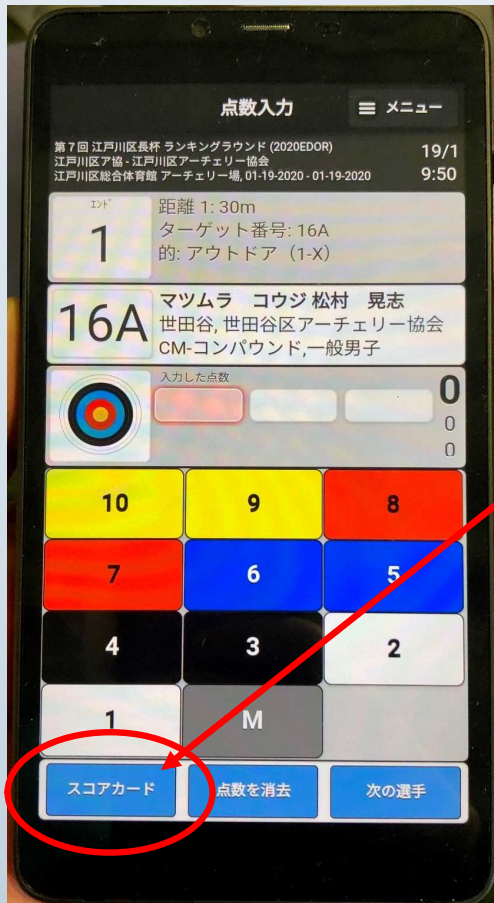 点数入力
≡ メニュー
第7回 江戸川区長杯 ランキングラウンド (2020EDOR)
江戸川区ア協 - 江戸川区アーチェリー協会
江戸川区総合体育館 アーチェリー場, 01-19-2020 - 01-19-2020
19/1
9:50
エンド
1
距離 1: 30m
ターゲット番号: 16A
的: アウトドア（1-X）
16A
マツムラ コウジ 松村 晃志
世田谷, 世田谷区アーチェリー協会
CM-コンパウンド,一般男子
入力した点数
0
0
0
10 9 8
7 6 5
4 3 2
1 M
スコアカード 点数を消去 次の選手